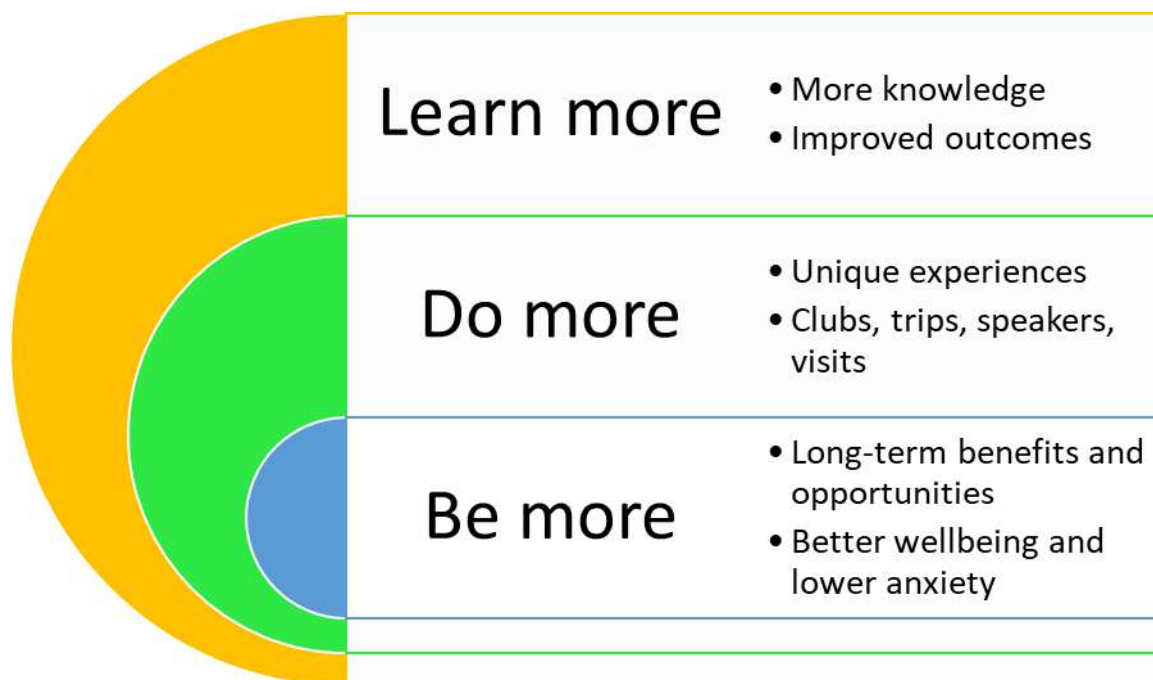 Learn more
• More knowledge
• Improved outcomes
Do more
• Unique experiences
• Clubs, trips, speakers,
visits
Be more
• Long-term benefits and
opportunities
• Better wellbeing and
lower anxiety